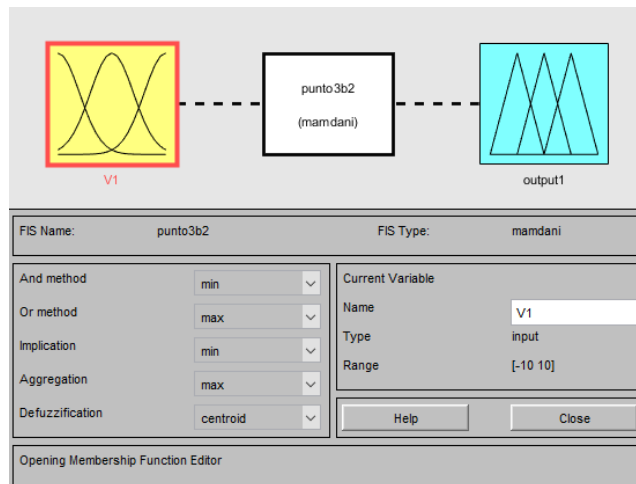 punto3b2
(mamdani)
V1
output1
FIS Name: punto3b2 FIS Type: mamdani
And method min
Or method max
Implication min
Aggregation max
Defuzzification centroid
Current Variable
Name V1
Type input
Range [-10 10]
Help Close
Opening Membership Function Editor